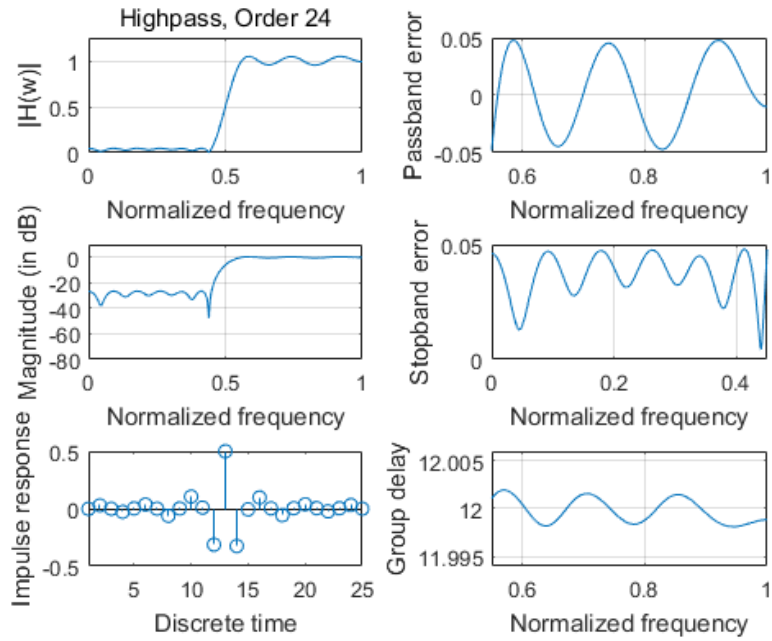 Highpass, Order 24
|H(w)|
1
0.5
0
0 0.5 1
Normalized frequency
Passband error
0.05
0
-0.05
0.6 0.8 1
Normalized frequency
Magnitude (in dB)
0
-20
-40
-60
-80
0 0.5 1
Normalized frequency
Stopband error
0.05
0
0 0.2 0.4
Normalized frequency
Impulse response
0.5
0
-0.5
5 10 15 20 25
Discrete time
Group delay
12.005
12
11.995
0.6 0.8 1
Normalized frequency